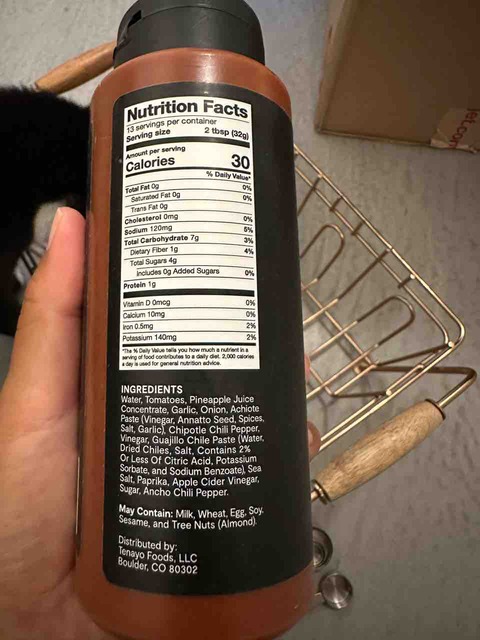 Nutrition Facts
13 servings per container
Serving size 2 tbsp (32g)
Amount per serving
Calories 30
% Daily Value*
Total Fat 0g 0%
Saturated Fat 0g 0%
Trans Fat 0g
Cholesterol 0mg 0%
Sodium 120mg 5%
Total Carbohydrate 7g 3%
Dietary Fiber 1g 4%
Total Sugars 4g
Includes 0g Added Sugars 0%
Protein 1g
Vitamin D 0mcg 0%
Calcium 10mg 0%
Iron 0.5mg 2%
Potassium 140mg 2%
*The % Daily Value tells you how much a nutrient in a
serving of food contributes to a daily diet. 2,000 calories
a day is used for general nutrition advice.
INGREDIENTS
Water, Tomatoes, Pineapple Juice
Concentrate, Garlic, Onion, Achiote
Paste (Vinegar, Annatto Seed, Spices,
Salt, Garlic), Chipotle Chili Pepper,
Vinegar, Guajillo Chile Paste (Water,
Dried Chiles, Salt, Contains 2%
Or Less Of Citric Acid, Potassium
Sorbate, and Sodium Benzoate), Sea
Salt, Paprika, Apple Cider Vinegar,
Sugar, Ancho Chili Pepper.
May Contain: Milk, Wheat, Egg, Soy,
Sesame, and Tree Nuts (Almond).
Distributed by:
Tenayo Foods, LLC
Boulder, CO 80302